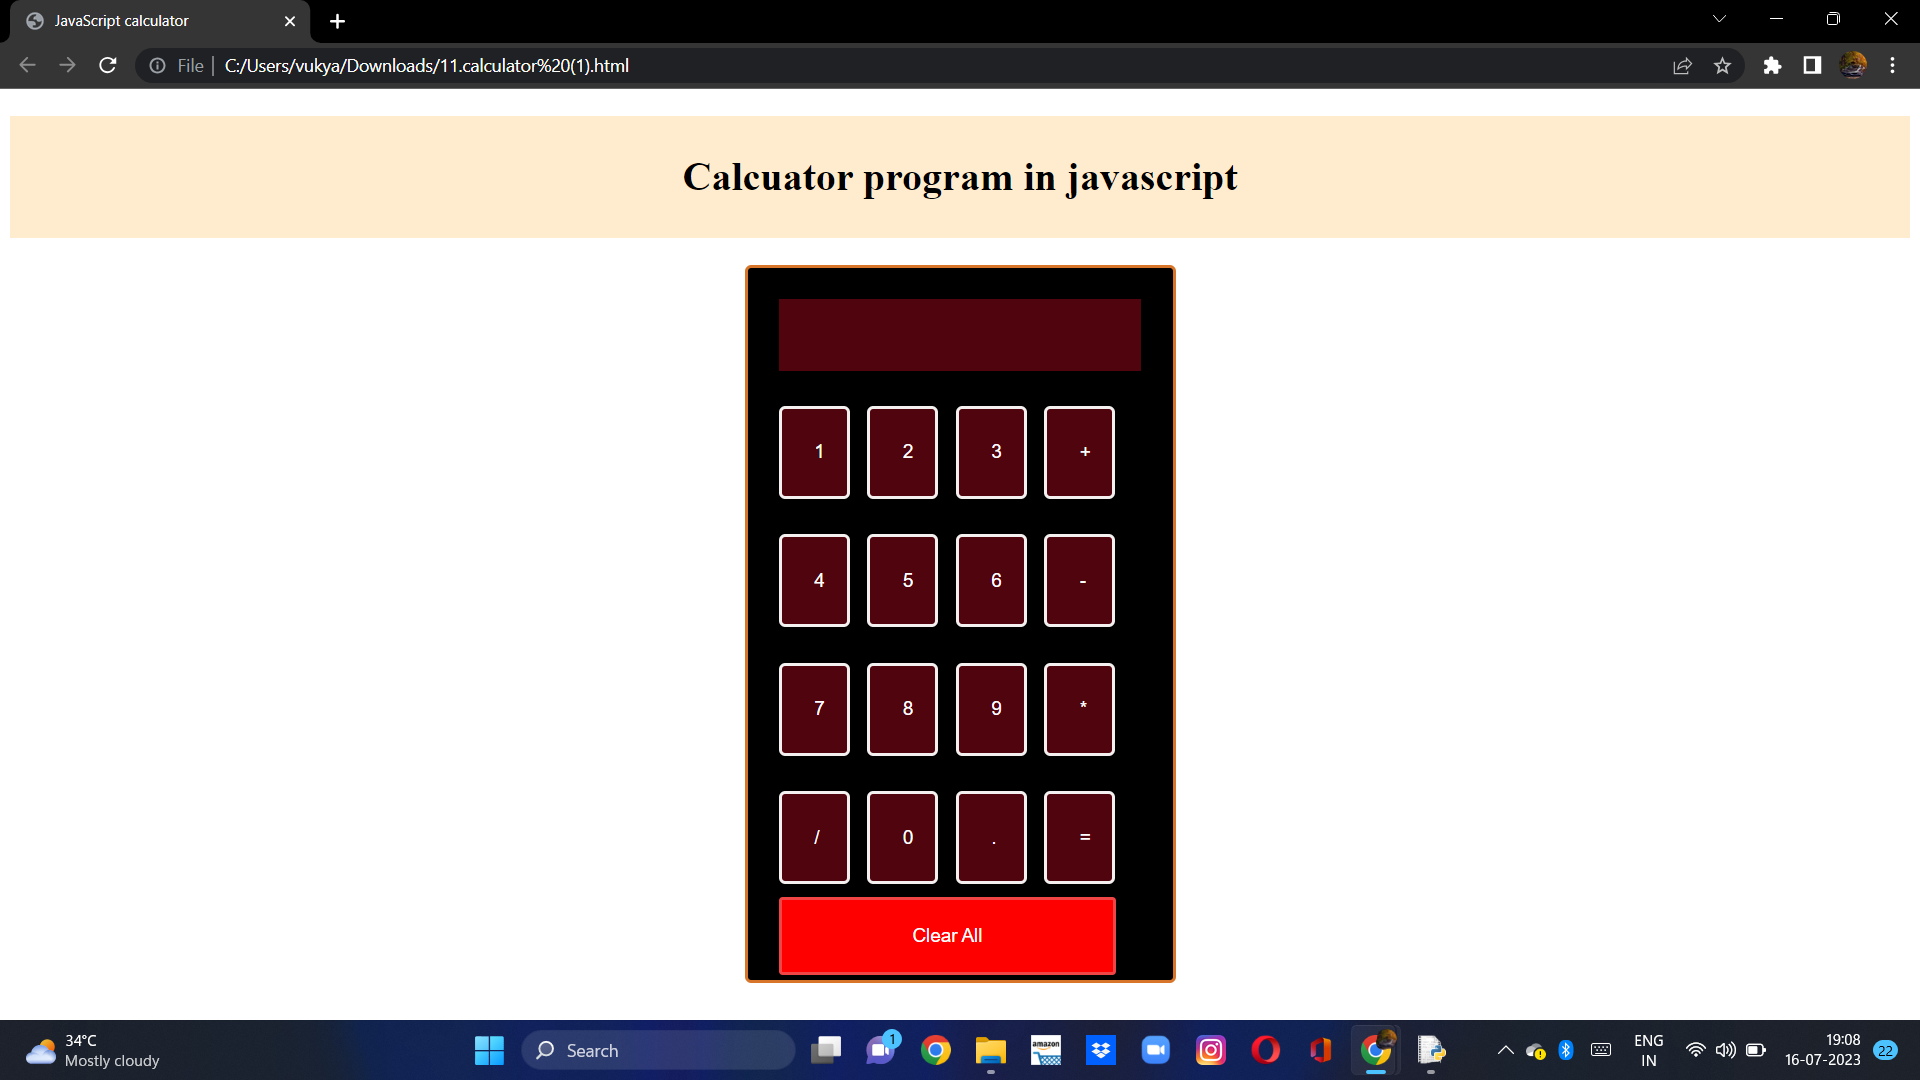 JavaScript calculator
File | C:/Users/vukya/Downloads/11.calculator%20(1).html
Calcuator program in javascript
1 2 3 +
4 5 6 -
7 8 9 *
/ 0 . =
Clear All
34°C
Mostly cloudy
Search
1
amazon
ENG
IN
19:08
16-07-2023
22